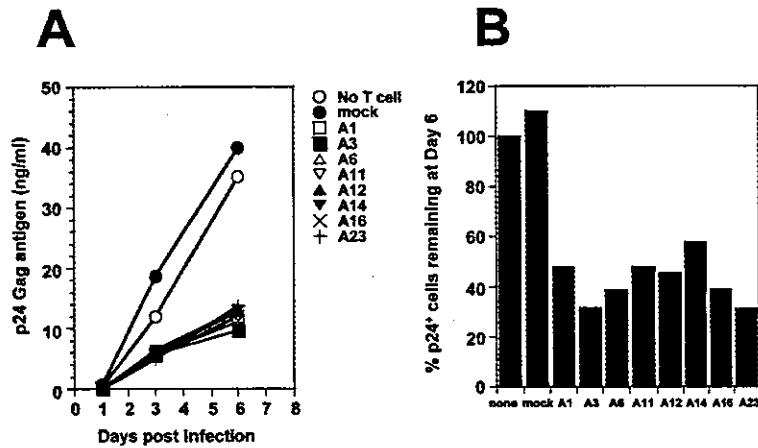 A
50
40
30
20
10
0
p24 Gag antigen (ng/ml)
0 1 2 3 4 5 6 7 8
Days post infection
No T cell
mock
A1
A3
A6
A11
A12
A14
A16
A23
B
120
100
80
60
40
20
0
% p24⁺ cells remaining at Day 6
none mock A1 A3 A6 A11 A12 A14 A16 A23